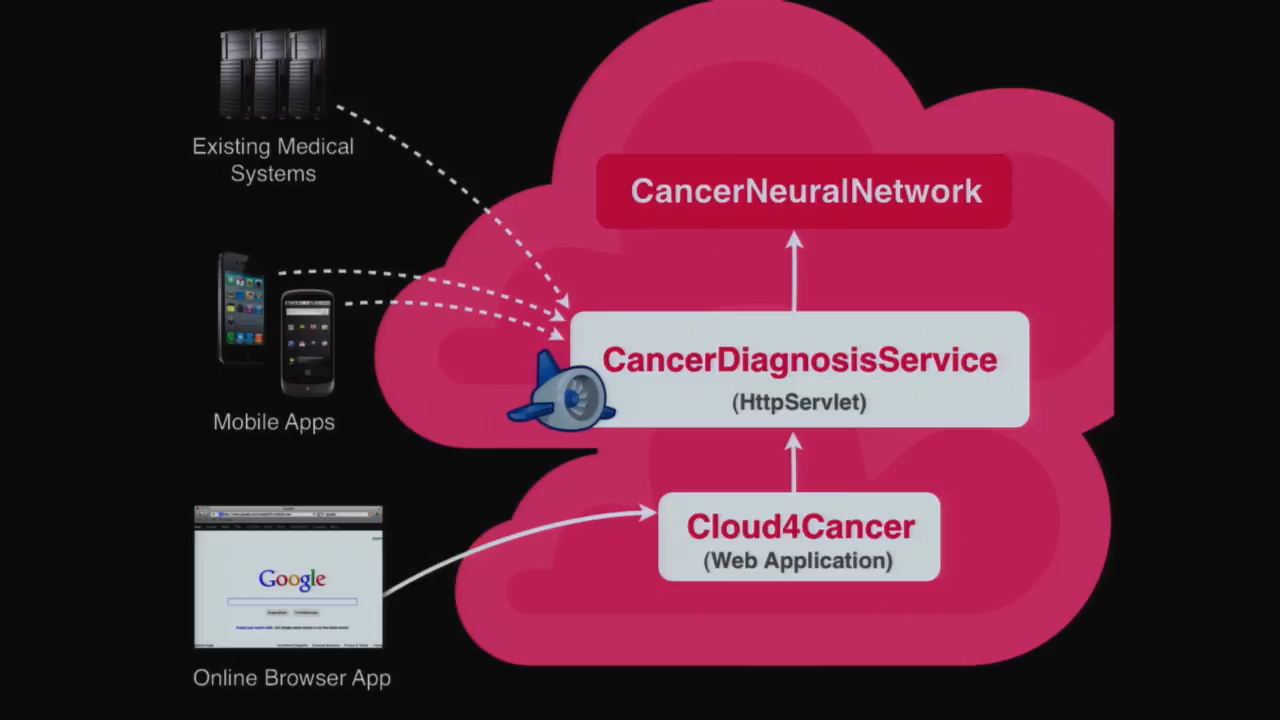 Existing Medical
Systems
CancerNeuralNetwork
CancerDiagnosisService
(HttpServlet)
Mobile Apps
Cloud4Cancer
(Web Application)
Google
Online Browser App